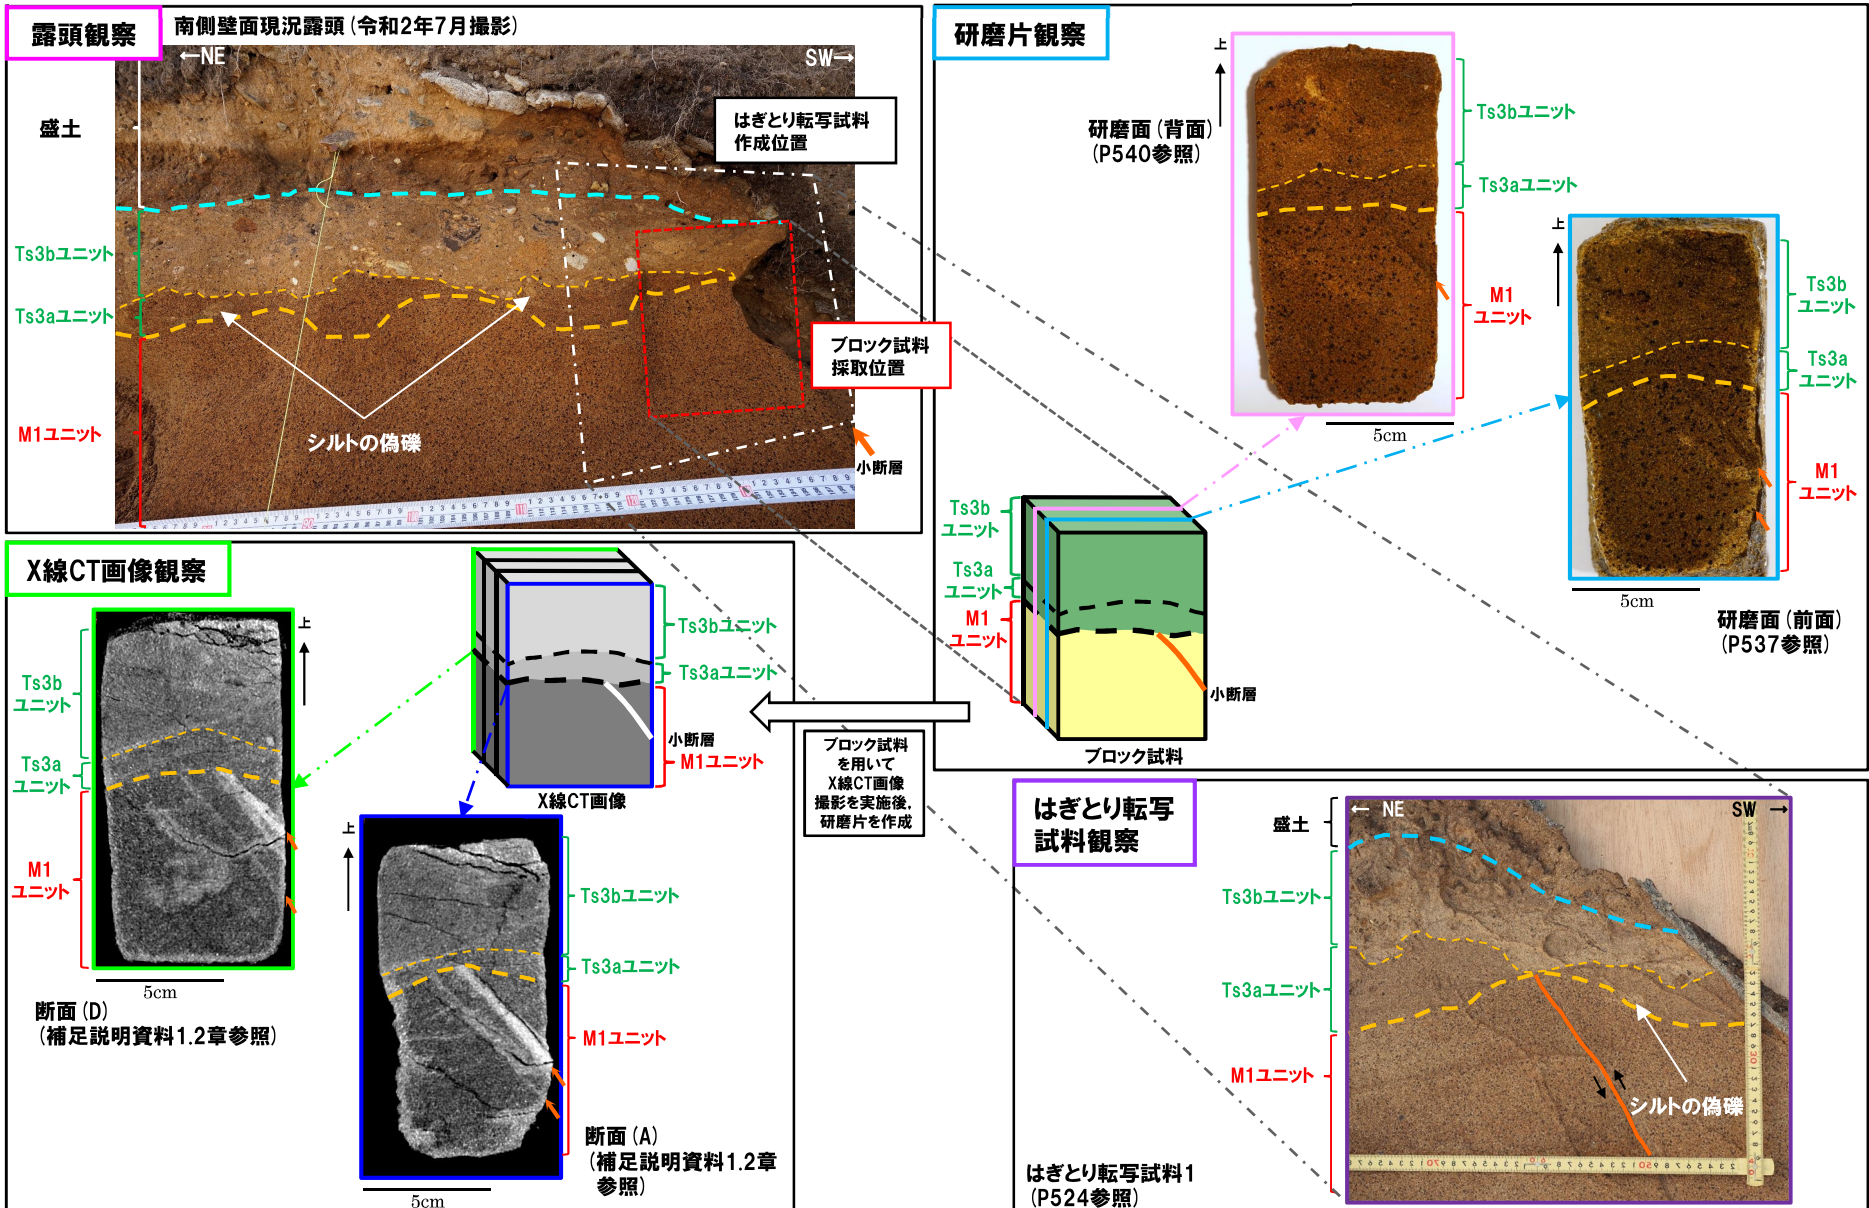 露頭観察
南側壁面現況露頭(令和2年7月撮影)
←NE
SW→
盛土
はぎとり転写試料
作成位置
Ts3bユニット
Ts3aユニット
ブロック試料
採取位置
M1ユニット
シルトの偽礫
小断層
研磨片観察
上
研磨面(背面)
(P540参照)
Ts3bユニット
Ts3aユニット
M1
ユニット
5cm
上
Ts3b
ユニット
Ts3a
ユニット
M1
ユニット
5cm
研磨面(前面)
(P537参照)
Ts3b
ユニット
Ts3a
ユニット
M1
ユニット
小断層
ブロック試料
X線CT画像観察
上
Ts3b
ユニット
Ts3a
ユニット
M1
ユニット
5cm
断面(D)
(補足説明資料1.2章参照)
Ts3bユニット
Ts3aユニット
小断層
M1ユニット
X線CT画像
ブロック試料
を用いて
X線CT画像
撮影を実施後,
研磨片を作成
上
Ts3bユニット
Ts3aユニット
M1ユニット
5cm
断面(A)
(補足説明資料1.2章
参照)
はぎとり転写
試料観察
← NE
SW →
盛土
Ts3bユニット
Ts3aユニット
M1ユニット
シルトの偽礫
はぎとり転写試料1
(P524参照)